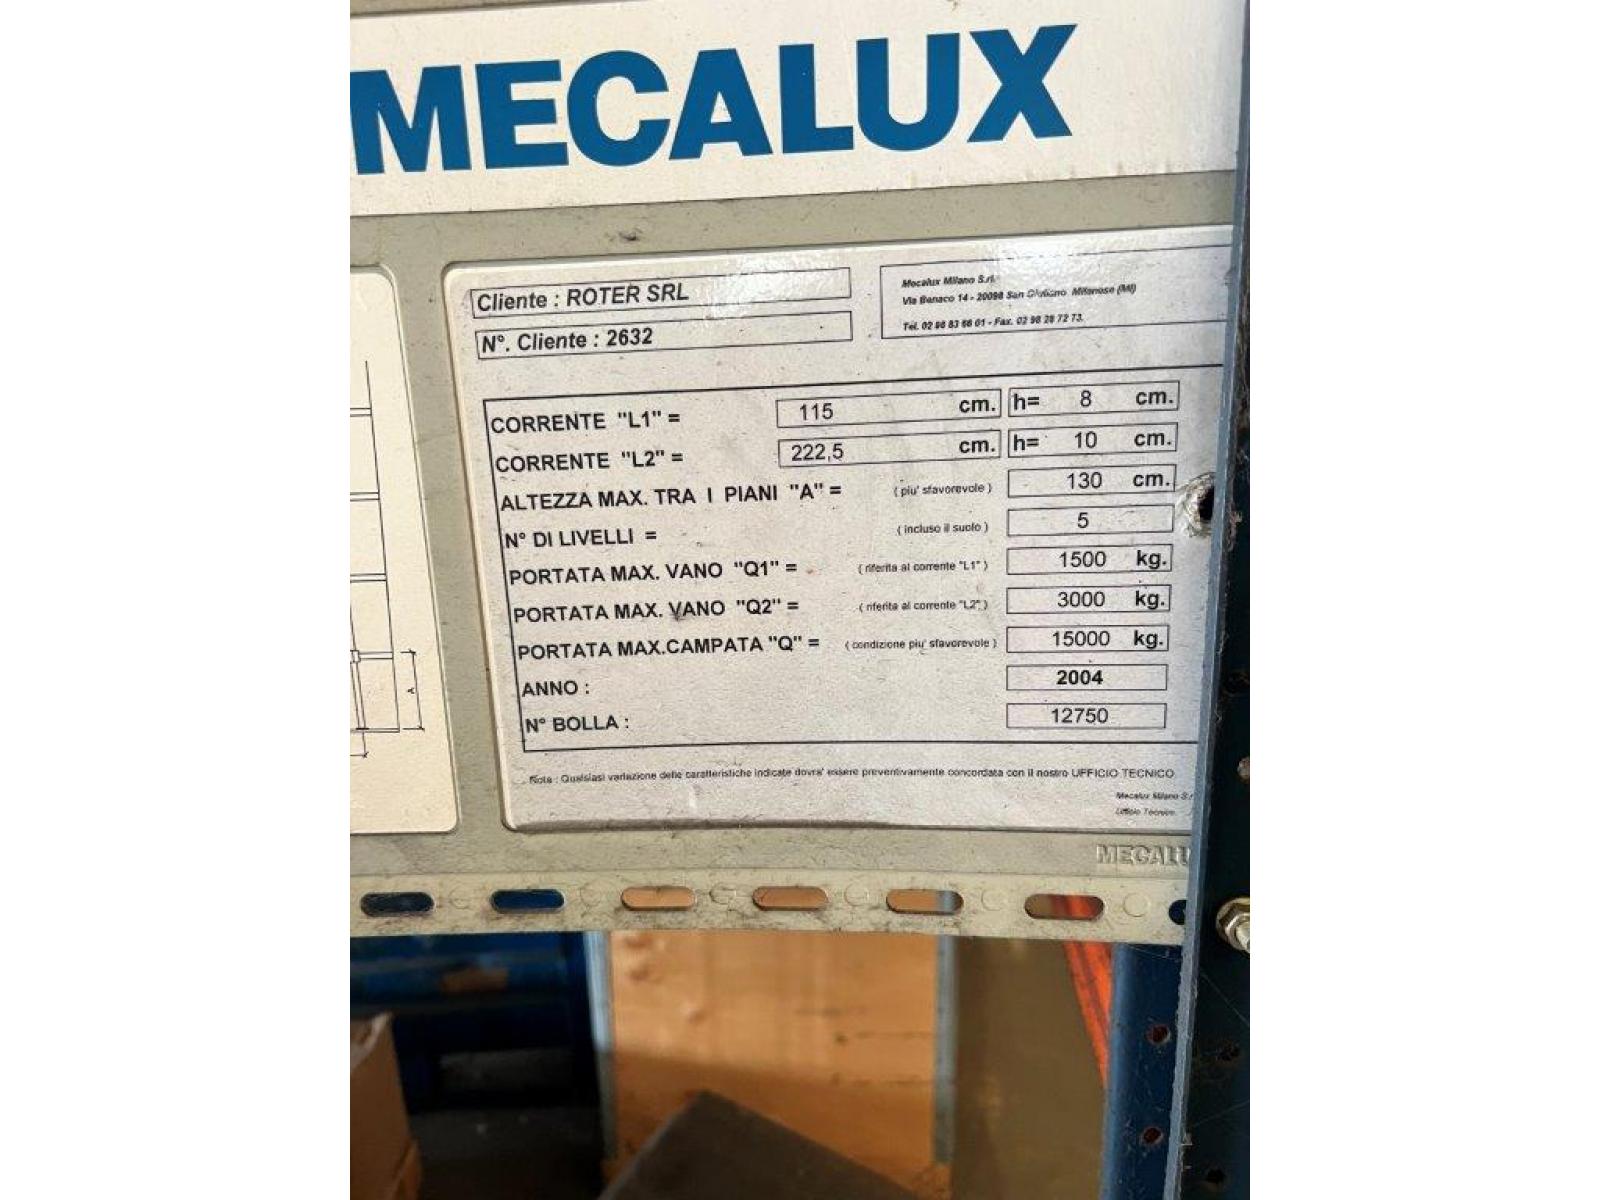 MECALUX
Cliente : ROTER SRL
N°. Cliente : 2632
Mecalux Milano S.r.l.
Via Benaco 14 - 20098 San Giuliano Milanese (MI)
Tel. 02 98 83 66 01 - Fax. 02 98 28 72 73.
CORRENTE "L1" = 115 cm. h= 8 cm.
CORRENTE "L2" = 222,5 cm. h= 10 cm.
ALTEZZA MAX. TRA I PIANI "A" = ( piu' sfavorevole ) 130 cm.
N° DI LIVELLI = ( incluso il suolo ) 5
PORTATA MAX. VANO "Q1" = ( riferita al corrente "L1" ) 1500 kg.
PORTATA MAX. VANO "Q2" = ( riferita al corrente "L2" ) 3000 kg.
PORTATA MAX.CAMPATA "Q" = ( condizione piu' sfavorevole ) 15000 kg.
ANNO : 2004
N° BOLLA : 12750
Nota : Qualsiasi variazione delle caratteristiche indicate dovra' essere preventivamente concordata con il nostro UFFICIO TECNICO
Mecalux Milano S.r
Ufficio Tecnico
MECALU
A